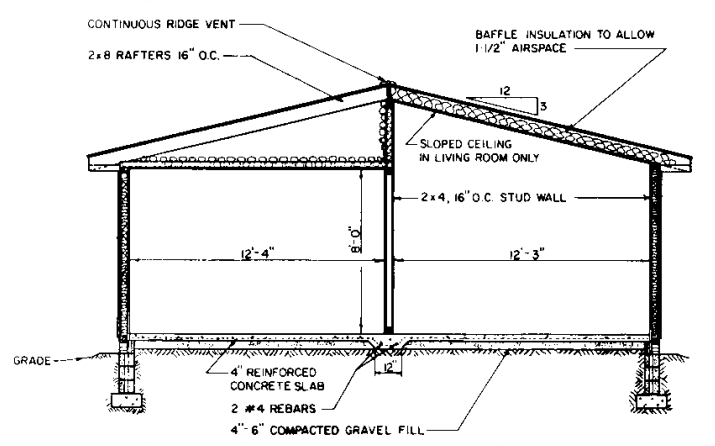 CONTINUOUS RIDGE VENT
2x8 RAFTERS 16" O.C.
BAFFLE INSULATION TO ALLOW
1-1/2" AIRSPACE
12
3
SLOPED CEILING
IN LIVING ROOM ONLY
2x4, 16" O.C. STUD WALL
8'-0"
12'-4"
12'-3"
GRADE
4" REINFORCED
CONCRETE SLAB
12"
2 #4 REBARS
4"-6" COMPACTED GRAVEL FILL